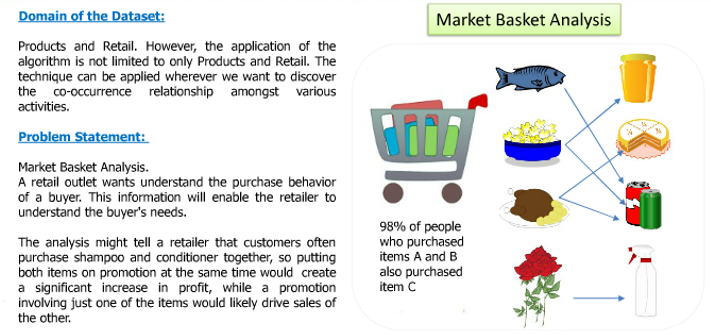 Domain of the Dataset:
Products and Retail. However, the application of the
algorithm is not limited to only Products and Retail. The
technique can be applied wherever we want to discover
the co-occurrence relationship amongst various
activities.
Problem Statement:
Market Basket Analysis.
A retail outlet wants understand the purchase behavior
of a buyer. This information will enable the retailer to
understand the buyer's needs.
The analysis might tell a retailer that customers often
purchase shampoo and conditioner together, so putting
both items on promotion at the same time would create
a significant increase in profit, while a promotion
involving just one of the items would likely drive sales of
the other.
Market Basket Analysis
98% of people
who purchased
items A and B
also purchased
item C